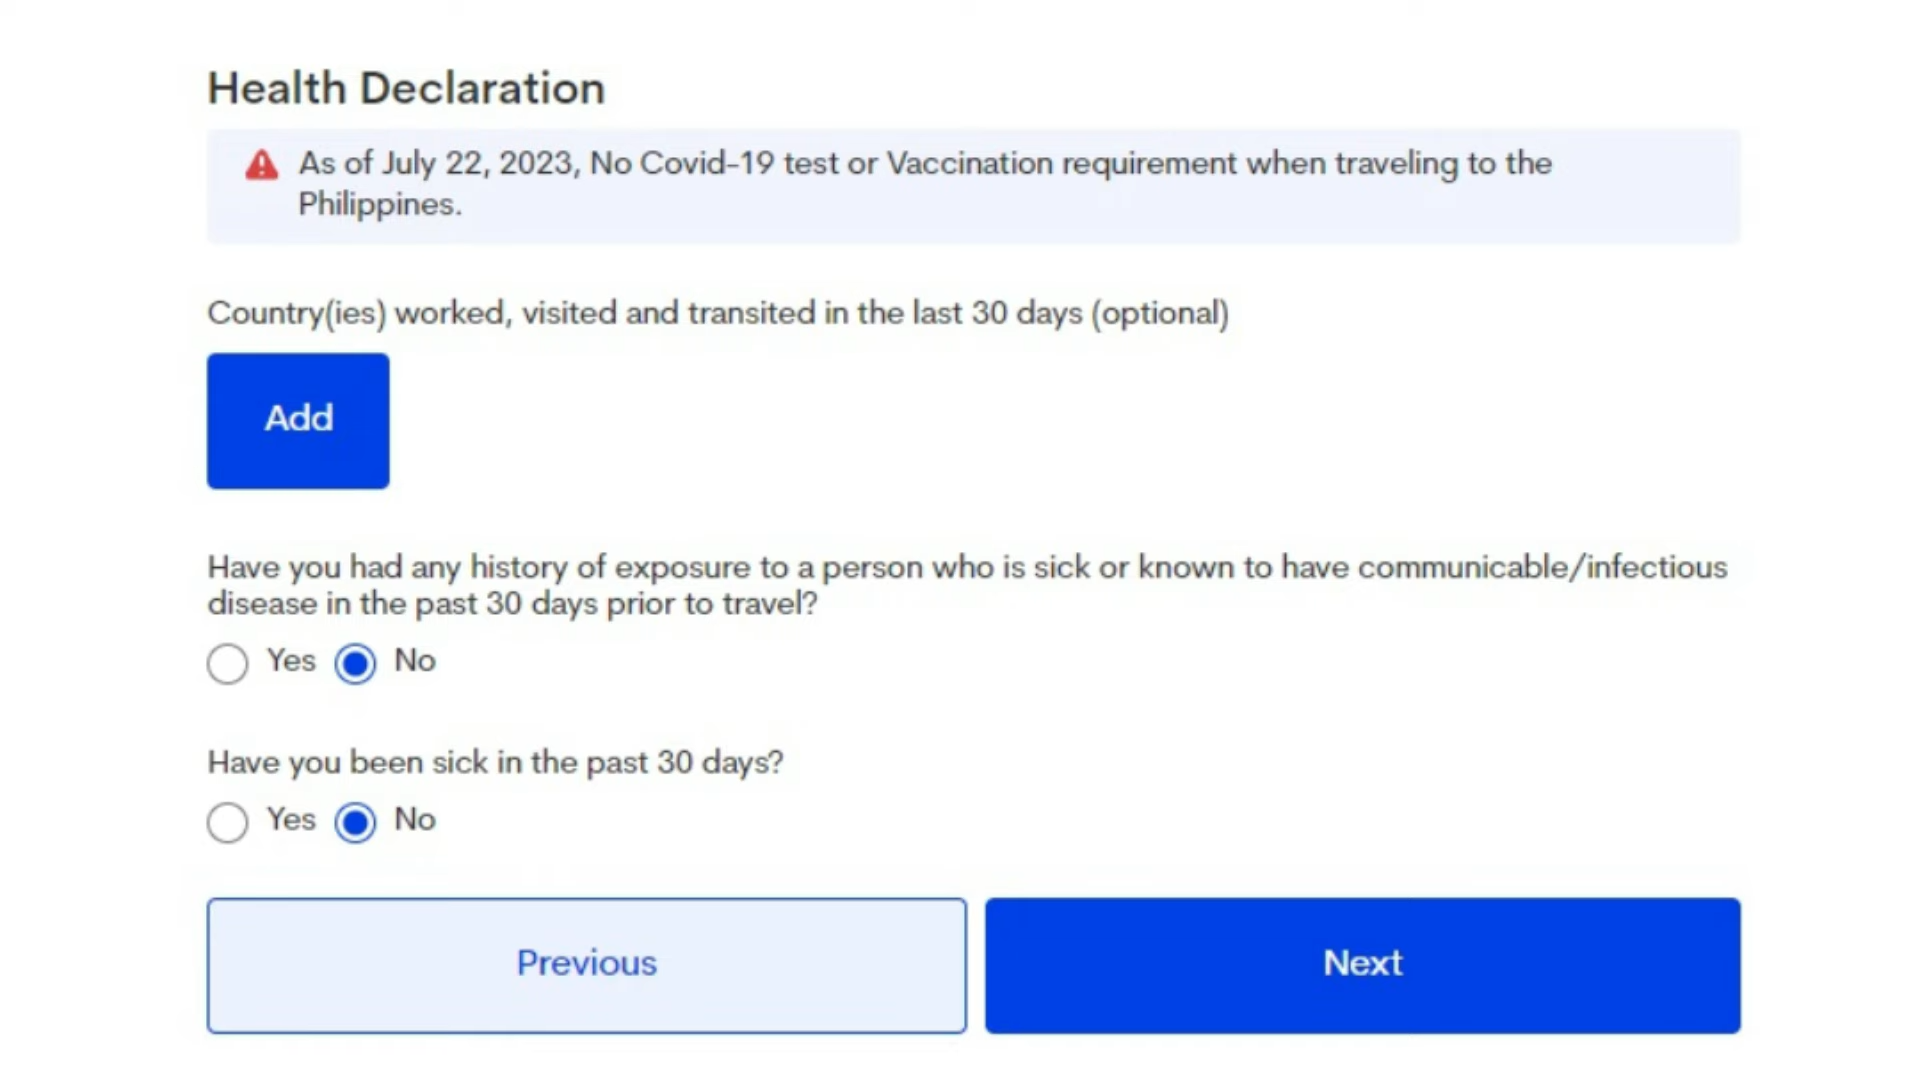 Health Declaration
As of July 22, 2023, No Covid-19 test or Vaccination requirement when traveling to the
Philippines.
Country(ies) worked, visited and transited in the last 30 days (optional)
Add
Have you had any history of exposure to a person who is sick or known to have communicable/infectious
disease in the past 30 days prior to travel?
Yes No
Have you been sick in the past 30 days?
Yes No
Previous Next